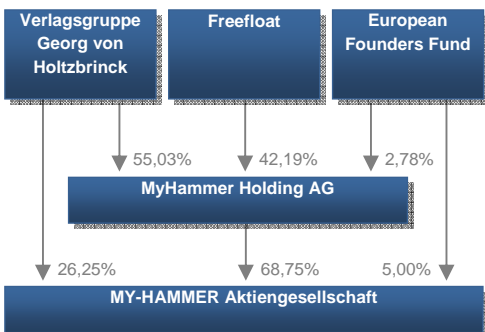 Verlagsgruppe
Georg von
Holtzbrinck
Freefloat
European
Founders Fund
55,03%
42,19%
2,78%
MyHammer Holding AG
26,25%
68,75%
5,00%
MY-HAMMER Aktiengesellschaft